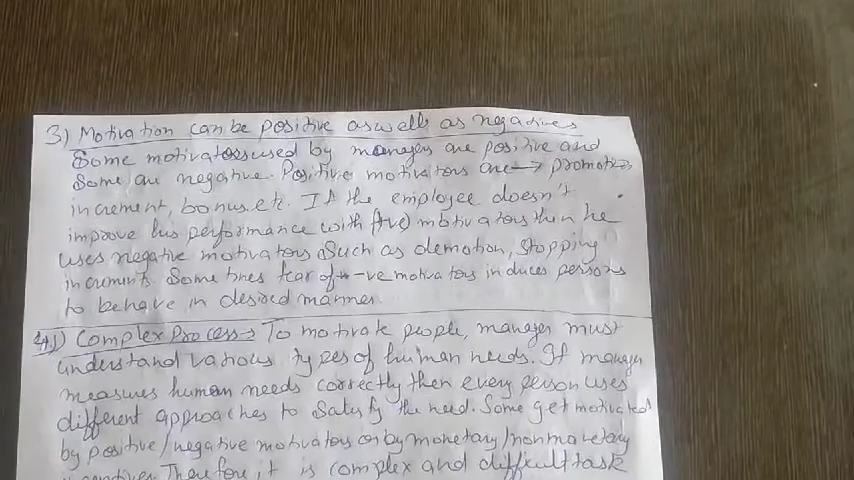 3) Motivation can be positive aswells as negatives
Some motivators used by managers are positive and
Some are negative. Positive motivators are → promotion,
increment, bonus.etc. If the employee doesn't
improve his performance with (+ve) motivators then he
uses negative motivators Such as demotion, stopping
increments. Some times fear of -ve motivators induces persons
to behave in desired manner.
4) Complex Process → To motivate people, manager must
understand various types of human needs. If manager
measures human needs correctly then every person uses
different approaches to Satisfy the need. Some get motivated
by positive/negative motivators or by monetary/nonmonetary
incentives. Therefore, it is complex and difficult task